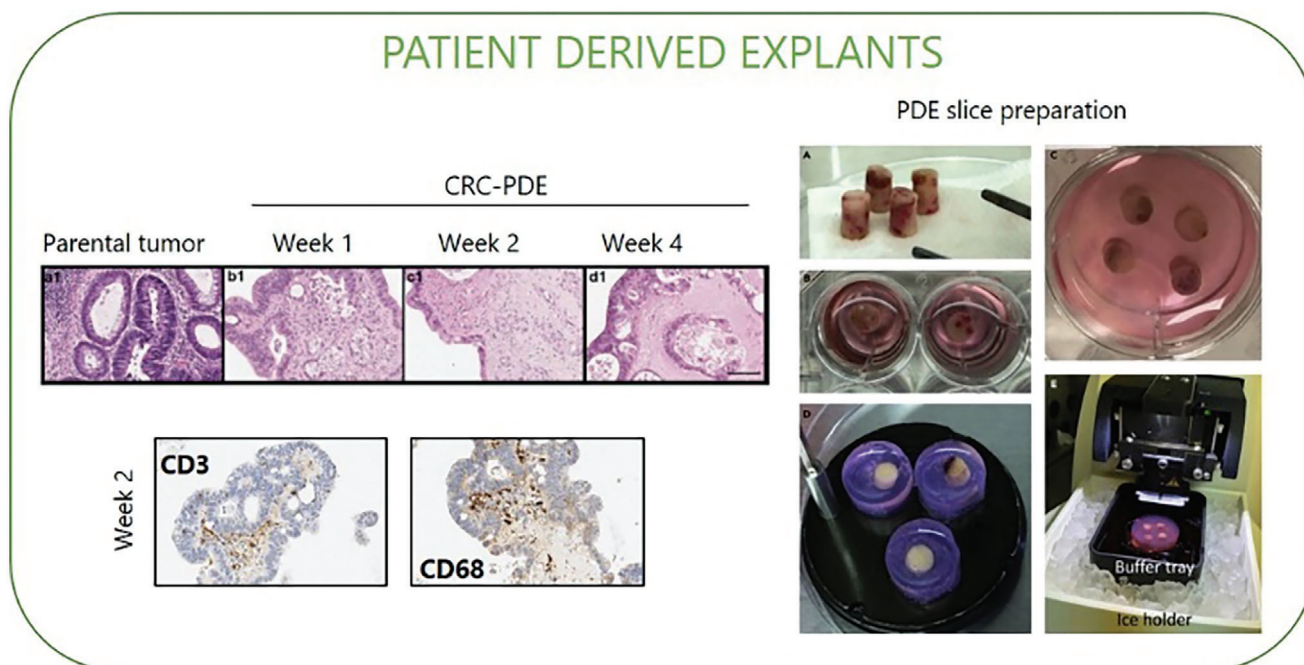 PATIENT DERIVED EXPLANTS
CRC-PDE
Parental tumor Week 1 Week 2 Week 4
a1 b1 c1 d1
Week 2
CD3
CD68
PDE slice preparation
A
B
C
D
E
Buffer tray
Ice holder